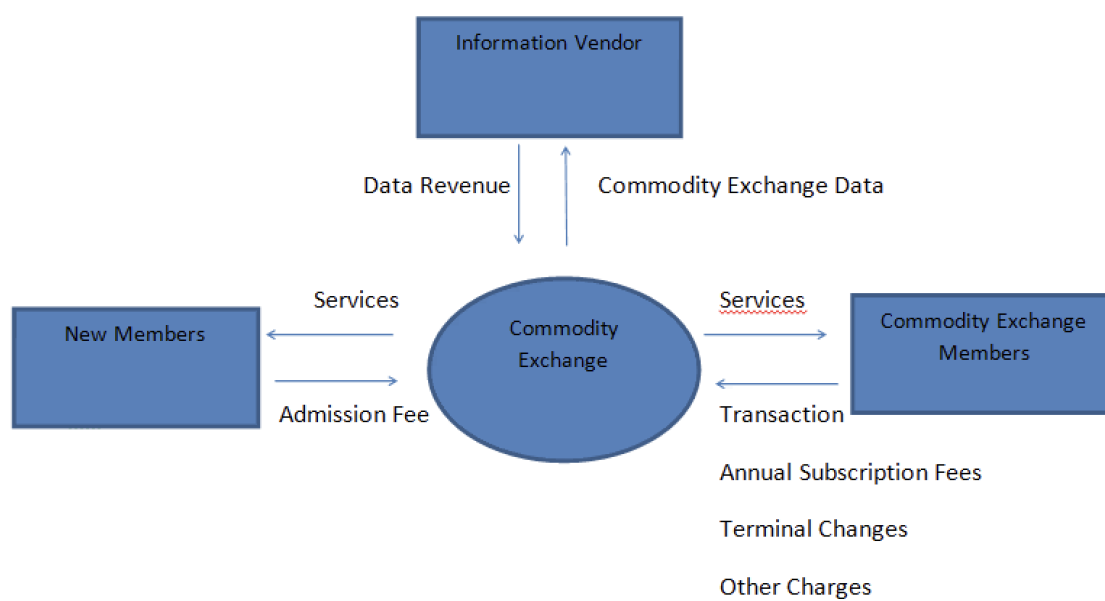 Information Vendor
Data Revenue
Commodity Exchange Data
Services
Services
New Members
Commodity
Exchange
Commodity Exchange
Members
Admission Fee
Transaction
Annual Subscription Fees
Terminal Changes
Other Charges